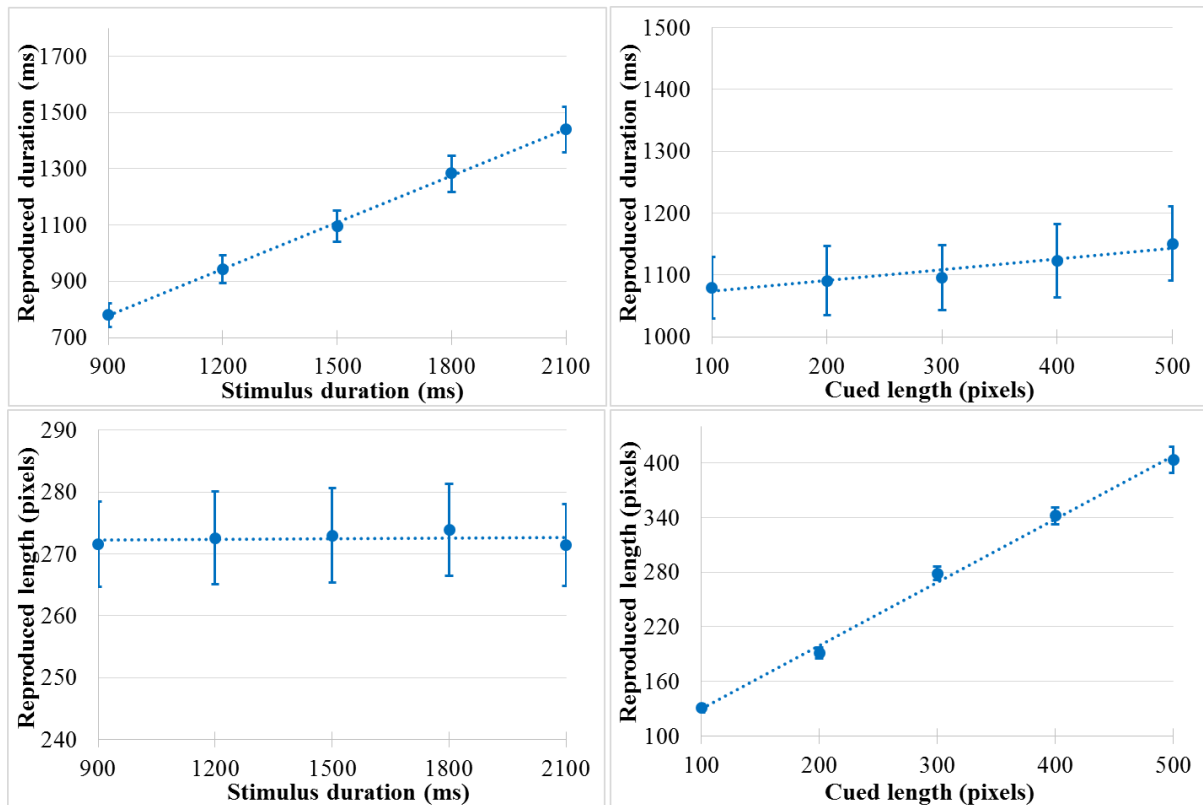 Reproduced duration (ms)
1700
1500
1300
1100
900
700
900 1200 1500 1800 2100
Stimulus duration (ms)
Reproduced duration (ms)
1500
1400
1300
1200
1100
1000
100 200 300 400 500
Cued length (pixels)
Reproduced length (pixels)
290
280
270
260
250
240
900 1200 1500 1800 2100
Stimulus duration (ms)
Reproduced length (pixels)
400
340
280
220
160
100
100 200 300 400 500
Cued length (pixels)